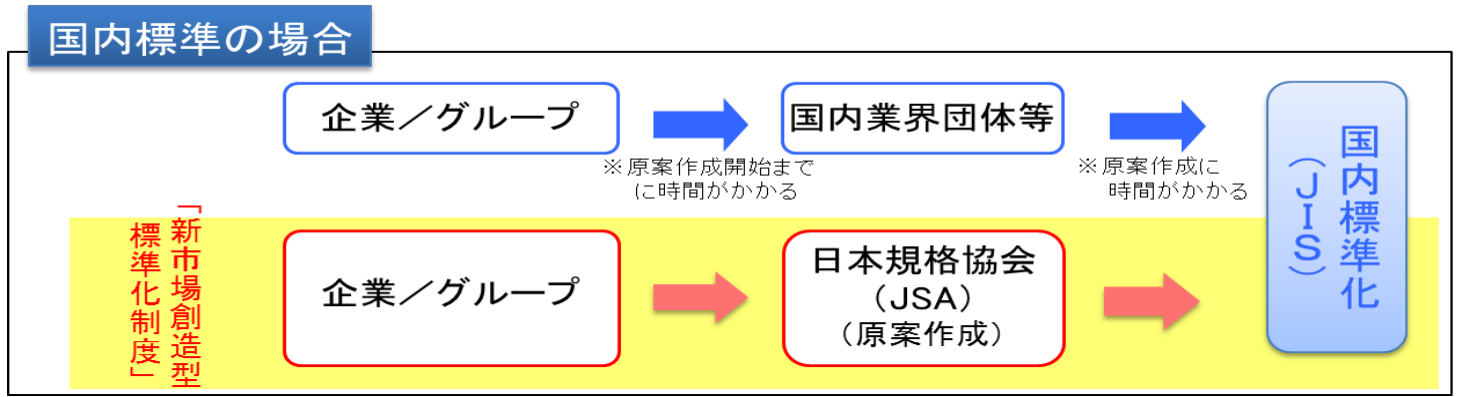 国内標準の場合
企業／グループ
国内業界団体等
※原案作成開始まで
に時間がかかる
※原案作成に
時間がかかる
国内標準化
（ＪＩＳ）
「新市場創造型
標準化制度」
企業／グループ
日本規格協会
（JSA）
（原案作成）